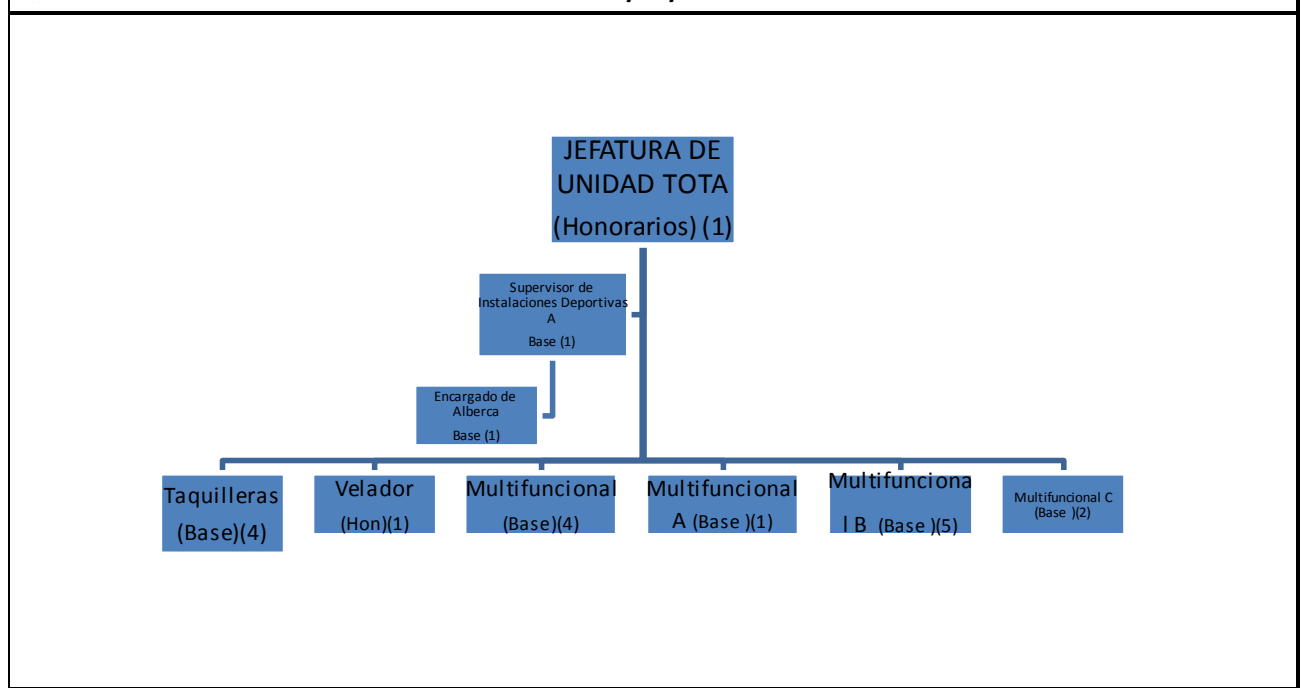 JEFATURA DE
UNIDAD TOTA
(Honorarios) (1)
Supervisor de
Instalaciones Deportivas
A
Base (1)
Encargado de
Alberca
Base (1)
Taquilleras
(Base)(4)
Velador
(Hon)(1)
Multifuncional
(Base)(4)
Multifuncional
A (Base )(1)
Multifunciona
l B (Base )(5)
Multifuncional C
(Base )(2)